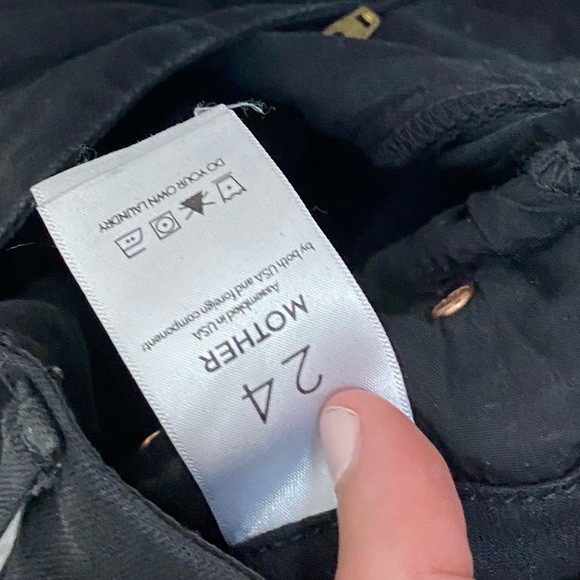 24
MOTHER
Assembled in USA
by both USA and foreign components
DO YOUR OWN LAUNDRY